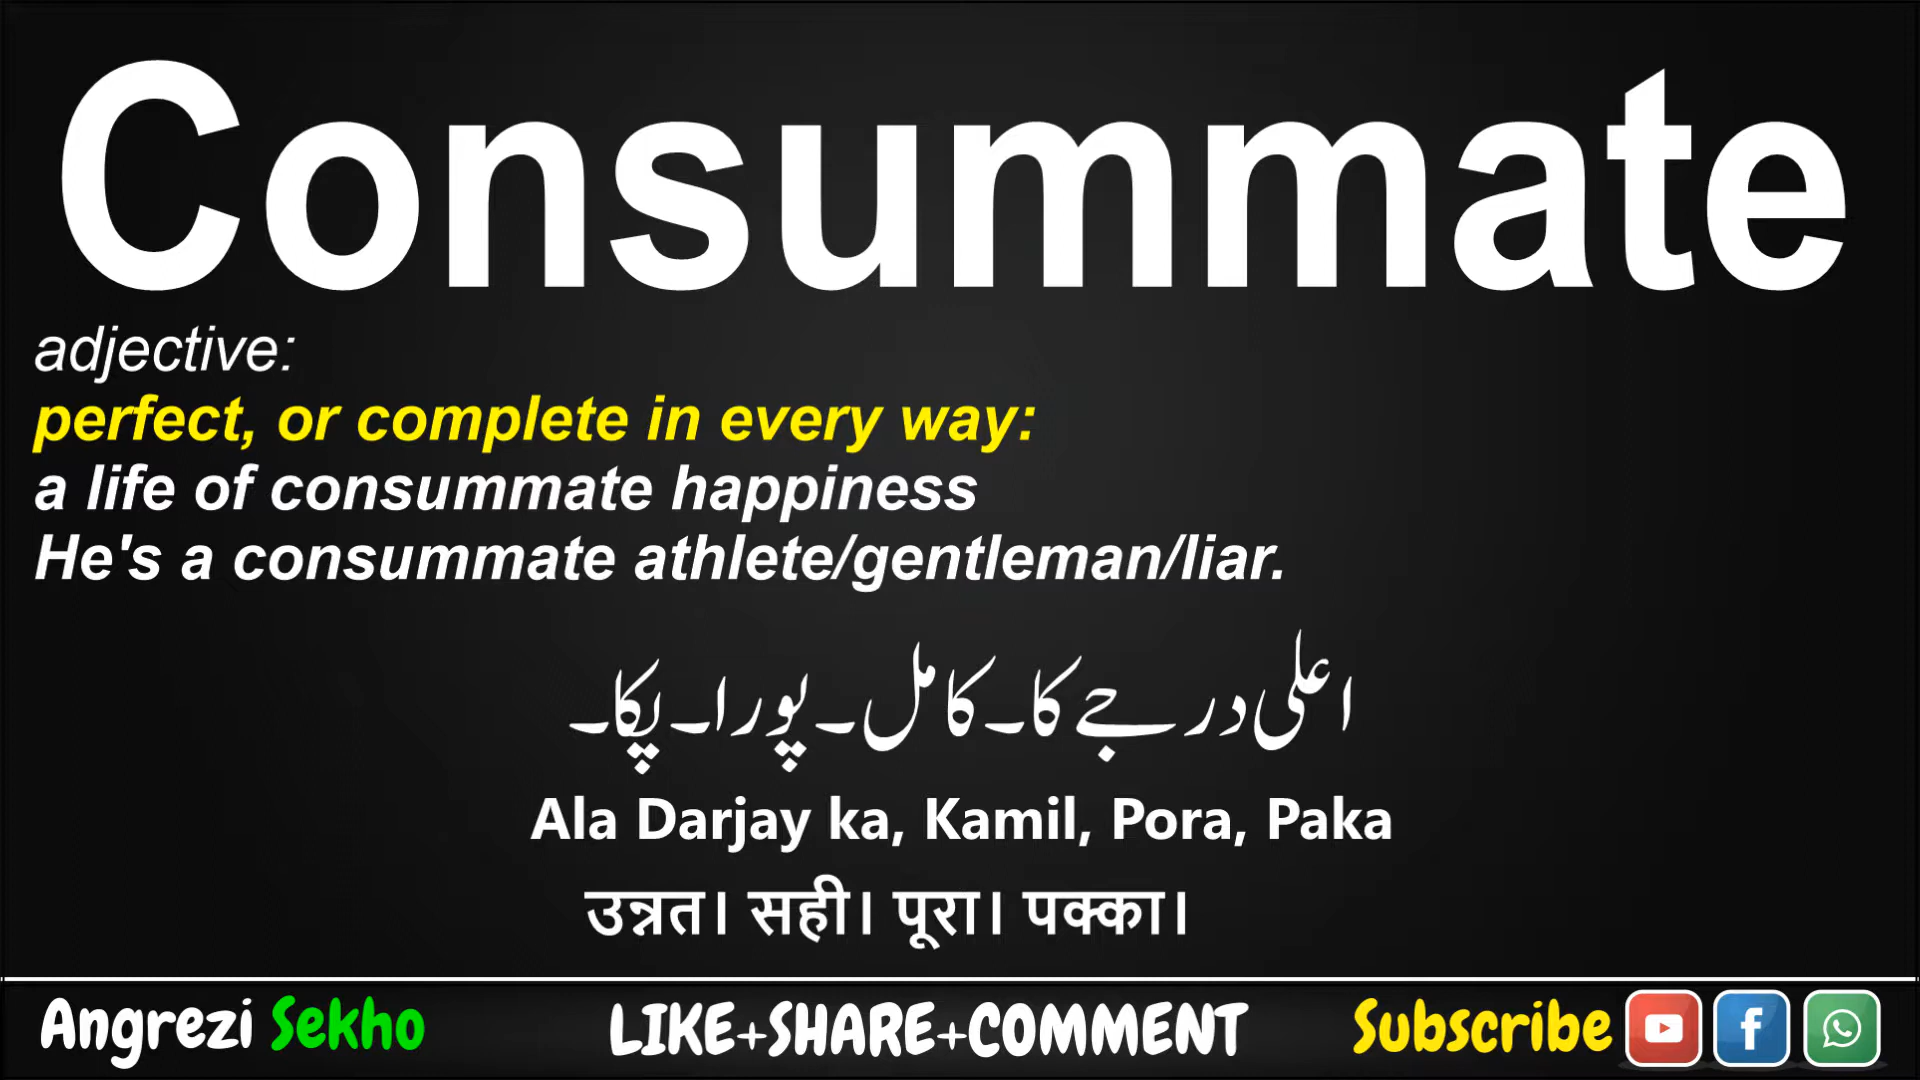 Consummate
adjective:
perfect, or complete in every way:
a life of consummate happiness
He's a consummate athlete/gentleman/liar.
اعلی درجے کا۔ کامل۔ پورا۔ پکا۔
Ala Darjay ka, Kamil, Pora, Paka
उन्नत। सही। पूरा। पक्का।
Angrezi Sekho LIKE+SHARE+COMMENT Subscribe